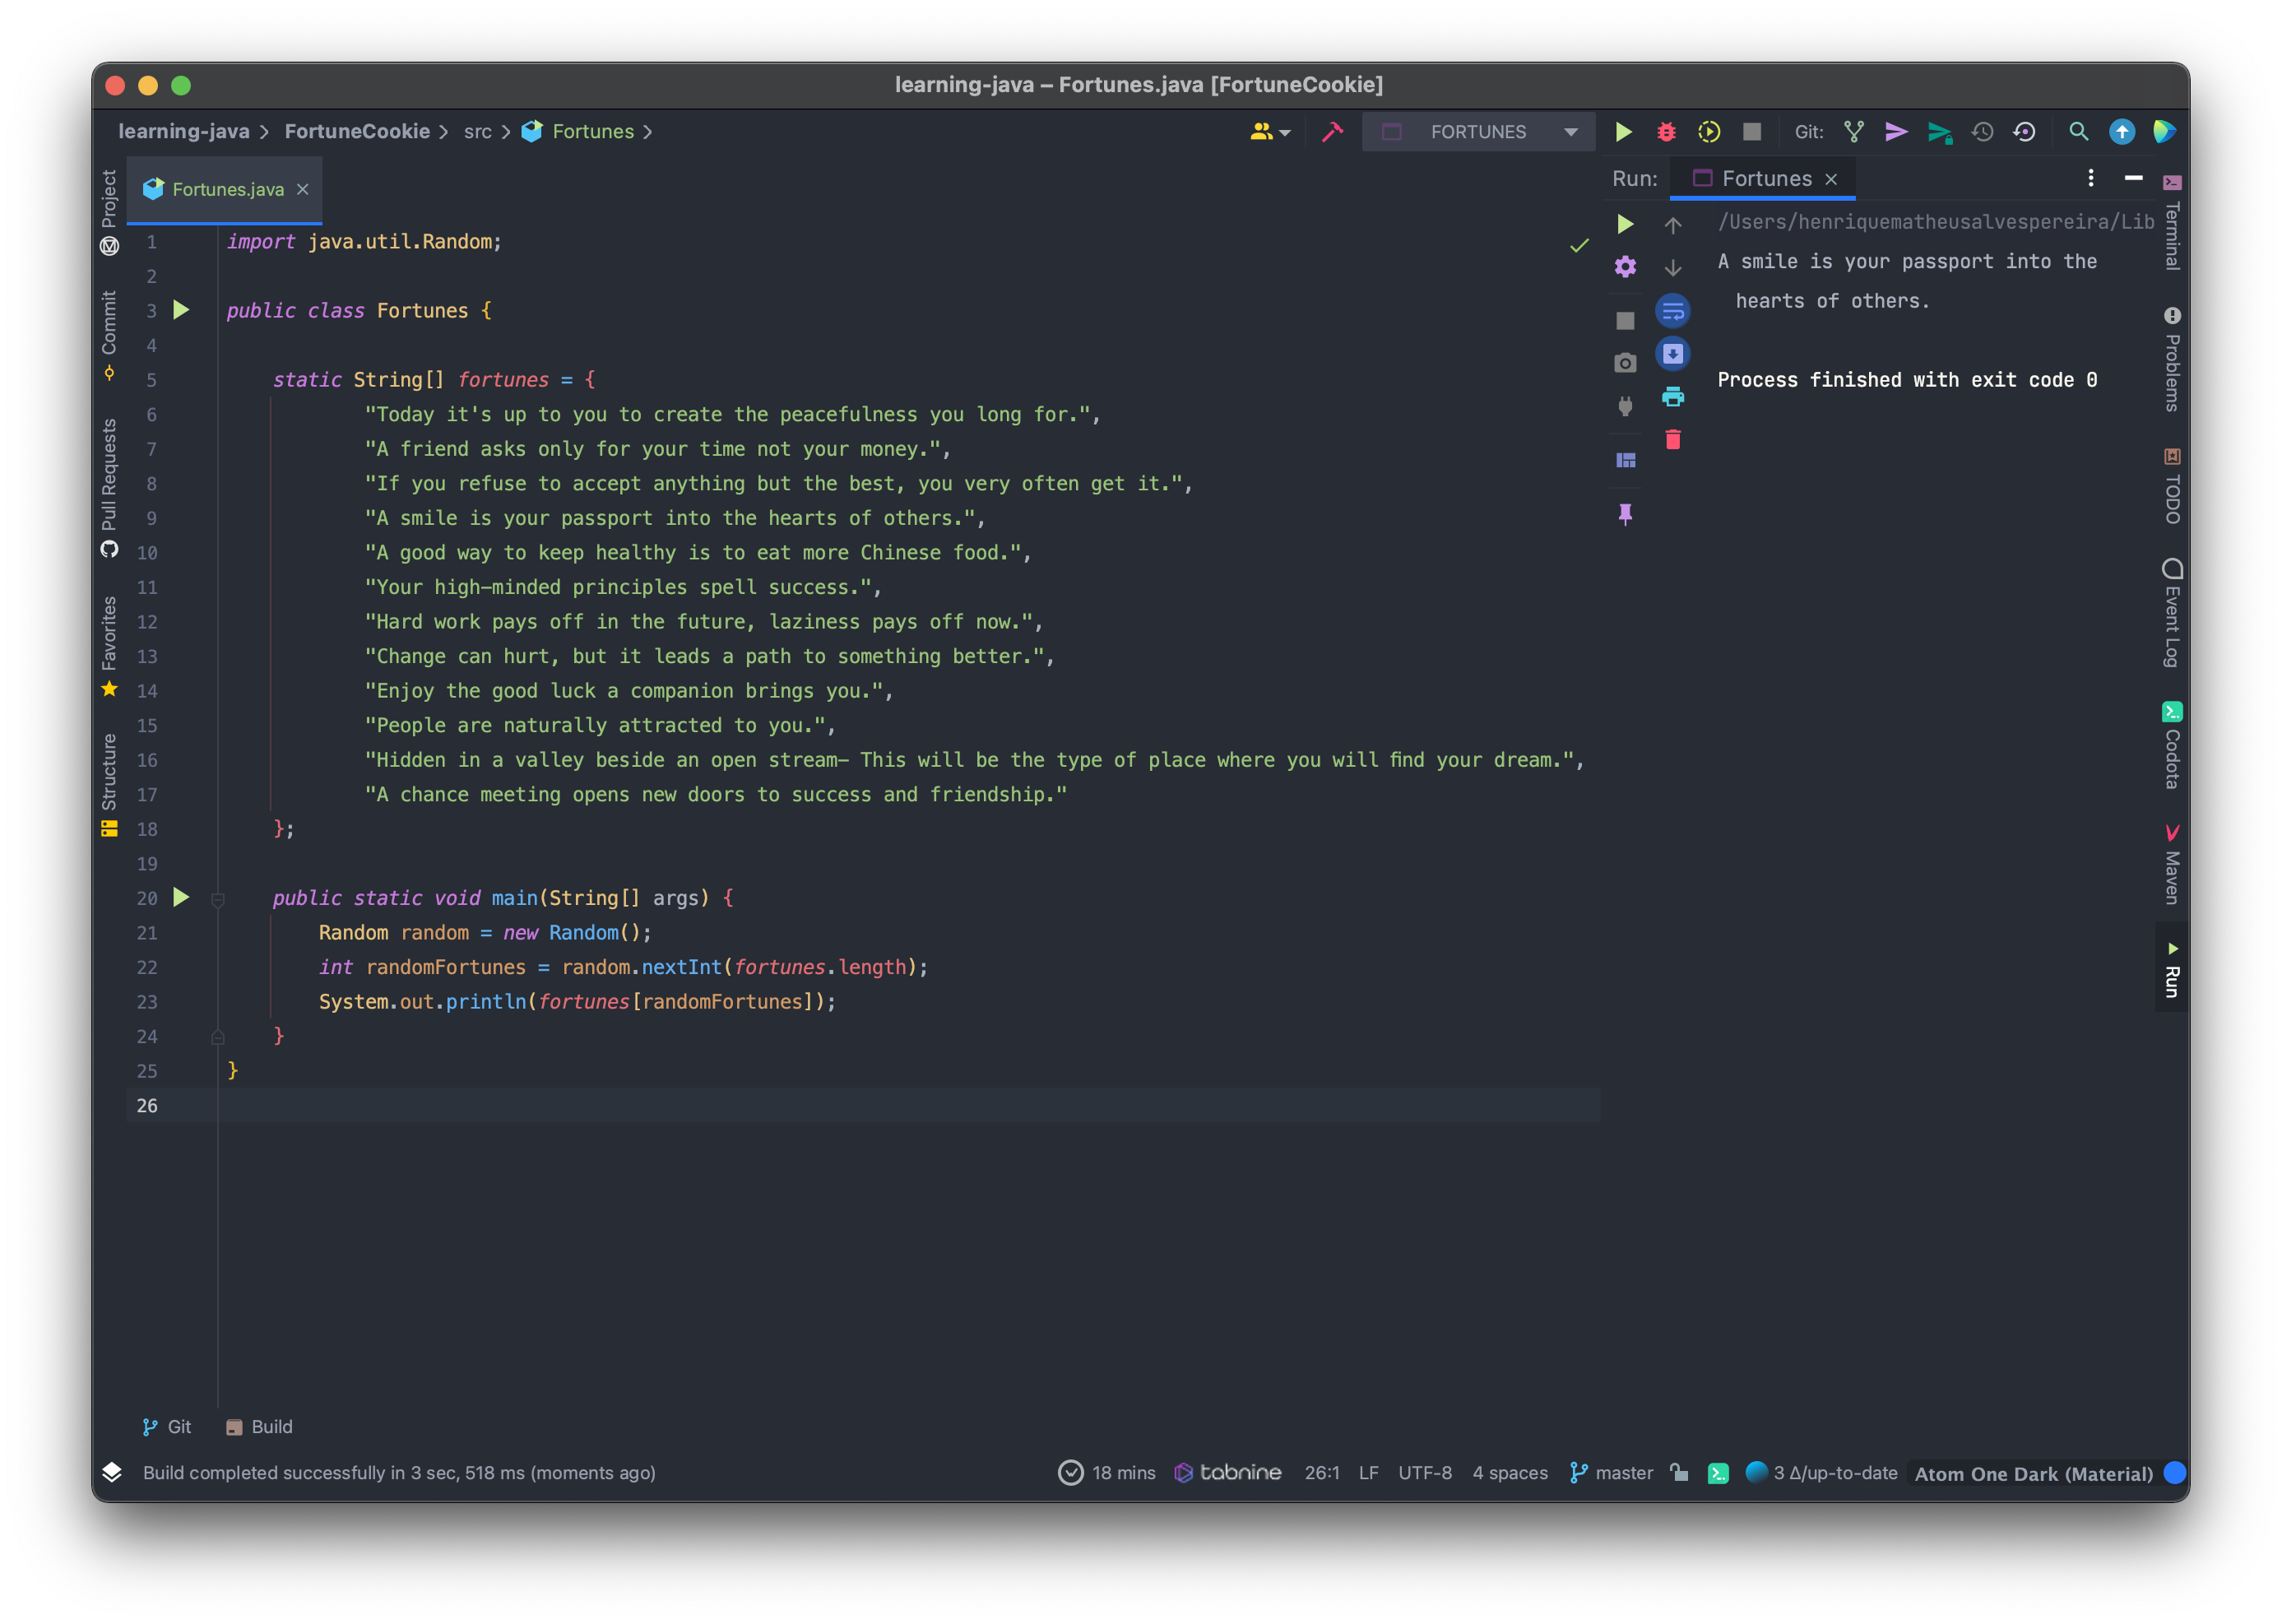 learning-java – Fortunes.java [FortuneCookie]
learning-java > FortuneCookie > src > Fortunes >
FORTUNES
Git:
Project
Commit
Pull Requests
Favorites
Structure
Fortunes.java ×
1 import java.util.Random;
2
3 public class Fortunes {
4
5 static String[] fortunes = {
6 "Today it's up to you to create the peacefulness you long for.",
7 "A friend asks only for your time not your money.",
8 "If you refuse to accept anything but the best, you very often get it.",
9 "A smile is your passport into the hearts of others.",
10 "A good way to keep healthy is to eat more Chinese food.",
11 "Your high-minded principles spell success.",
12 "Hard work pays off in the future, laziness pays off now.",
13 "Change can hurt, but it leads a path to something better.",
14 "Enjoy the good luck a companion brings you.",
15 "People are naturally attracted to you.",
16 "Hidden in a valley beside an open stream- This will be the type of place where you will find your dream.",
17 "A chance meeting opens new doors to success and friendship."
18 };
19
20 public static void main(String[] args) {
21 Random random = new Random();
22 int randomFortunes = random.nextInt(fortunes.length);
23 System.out.println(fortunes[randomFortunes]);
24 }
25 }
26
Run: Fortunes ×
/Users/henriquematheusalvespereira/Lib
A smile is your passport into the
hearts of others.
Process finished with exit code 0
Terminal
Problems
TODO
Event Log
Codota
Maven
Run
Git Build
Build completed successfully in 3 sec, 518 ms (moments ago)
18 mins tabnine 26:1 LF UTF-8 4 spaces master 3 Δ/up-to-date Atom One Dark (Material)